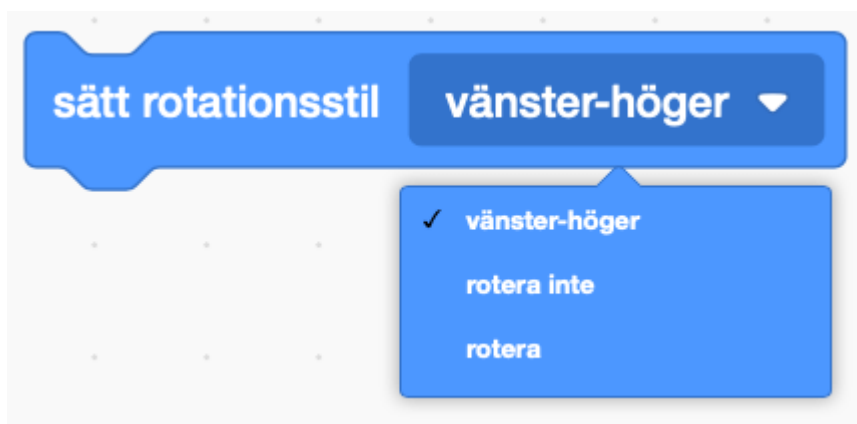 sätt rotationsstil vänster-höger
✓ vänster-höger
rotera inte
rotera